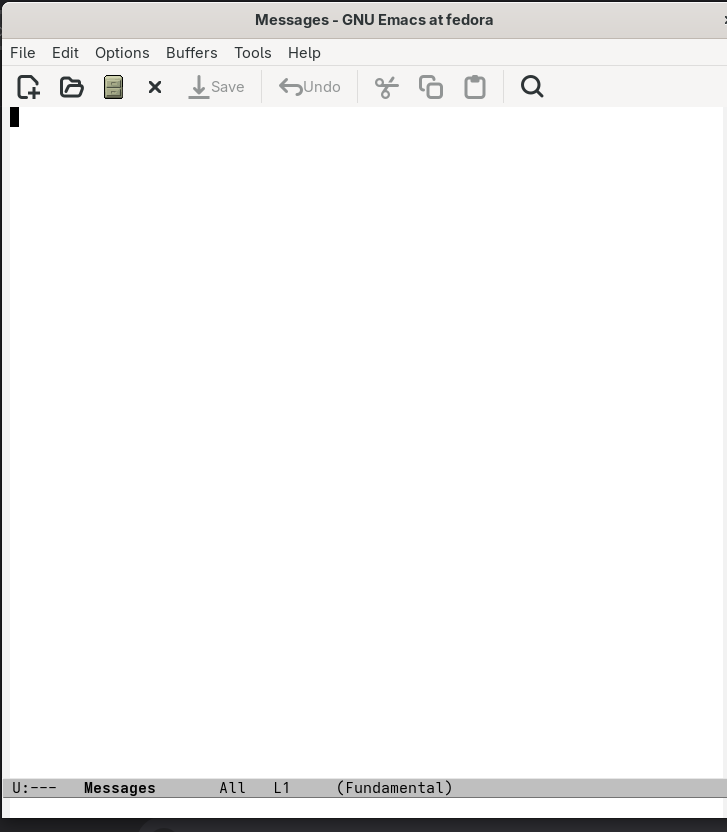 Messages - GNU Emacs at fedora
File Edit Options Buffers Tools Help
Save Undo
U:--- Messages All L1 (Fundamental)